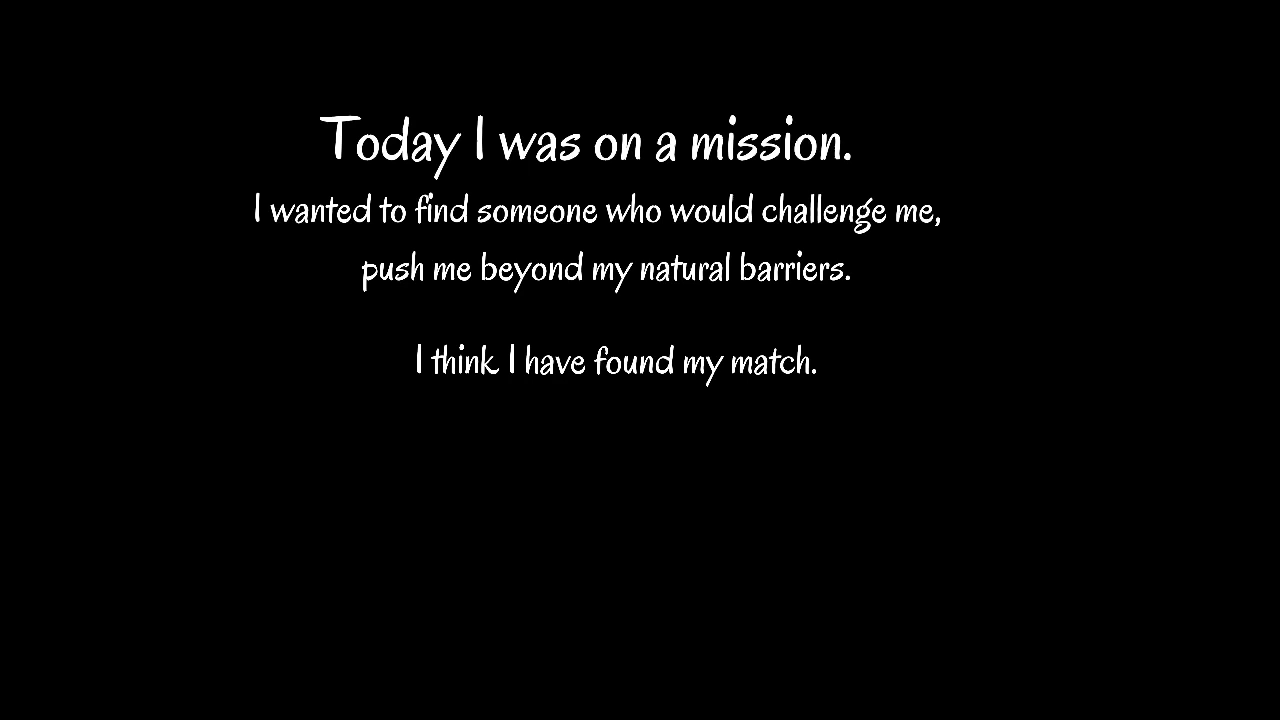 Today I was on a mission.
I wanted to find someone who would challenge me,
push me beyond my natural barriers.
I think I have found my match.